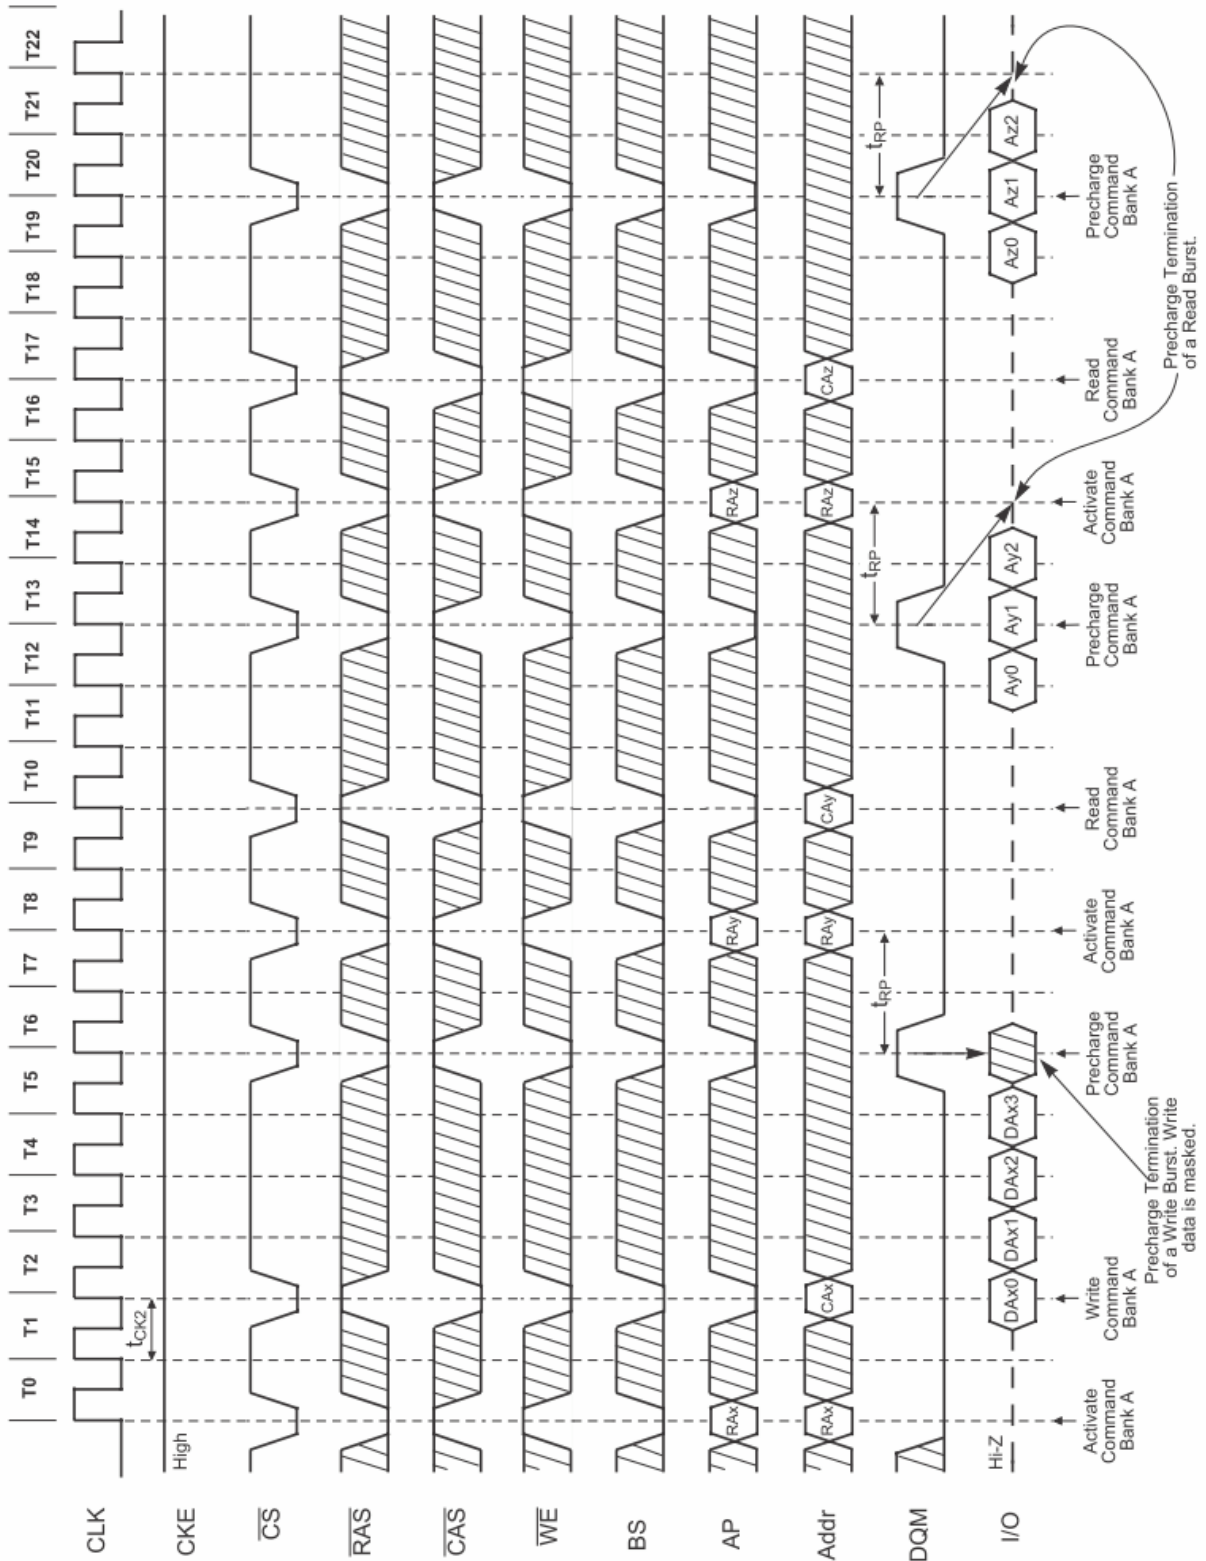 T0 T1 T2 T3 T4 T5 T6 T7 T8 T9 T10 T11 T12 T13 T14 T15 T16 T17 T18 T19 T20 T21 T22
CLK
tCK2
CKE
High
CS
RAS
CAS
WE
BS
AP
RAx RAy RAz
Addr
RAx CAx RAy CAy RAz CAz
tRP tRP tRP
DQM
I/O
Hi-Z
DAx0 DAx1 DAx2 DAx3 Ay0 Ay1 Ay2 Az0 Az1 Az2
Activate
Command
Bank A
Write
Command
Bank A
Precharge
Command
Bank A
Activate
Command
Bank A
Read
Command
Bank A
Precharge
Command
Bank A
Activate
Command
Bank A
Read
Command
Bank A
Precharge
Command
Bank A
Precharge Termination
of a Write Burst. Write
data is masked.
Precharge Termination
of a Read Burst.